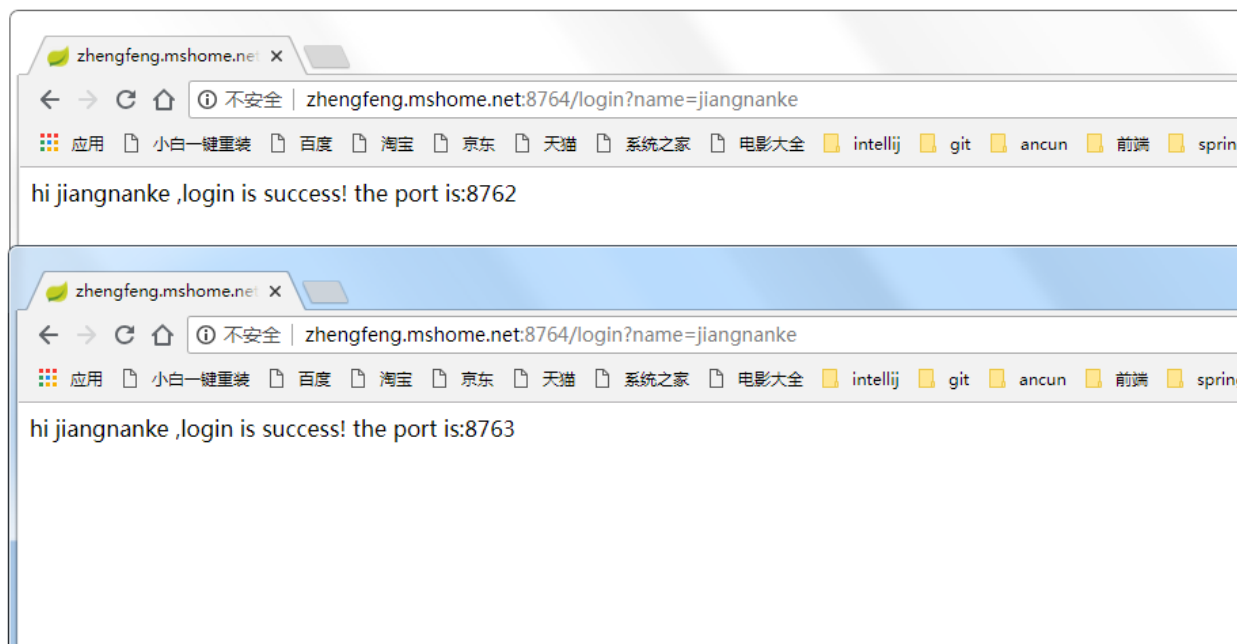 zhengfeng.mshome.net
不安全 zhengfeng.mshome.net:8764/login?name=jiangnanke
应用 小白一键重装 百度 淘宝 京东 天猫 系统之家 电影大全 intellij git ancun 前端 sprin
hi jiangnanke ,login is success! the port is:8762
zhengfeng.mshome.net
不安全 zhengfeng.mshome.net:8764/login?name=jiangnanke
应用 小白一键重装 百度 淘宝 京东 天猫 系统之家 电影大全 intellij git ancun 前端 spring
hi jiangnanke ,login is success! the port is:8763